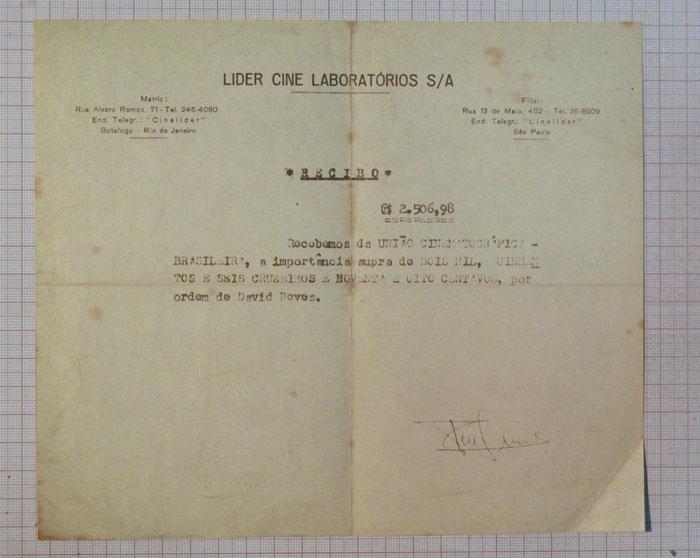 LIDER CINE LABORATÓRIOS S/A
Matriz:
Rua Alvaro Ramos, 71 - Tel. 246-4080
End. Telegr.: "Cinelider"
Botafogo - Rio de Janeiro
Filial:
Rua 13 de Maio, 402 - Tel. 36-8909
End. Telegr.: "Cinelider"
São Paulo
* RECIBO *
Cr$ 2.506,98
Recebemos da UNIÃO CINEMATOGRÁFICA -
BRASILEIRA, a importância supra de DOIS MIL, QUINHEN
TOS E SEIS CRUZEIROS E NOVENTA E OITO CENTAVOS, por
ordem de David Neves.